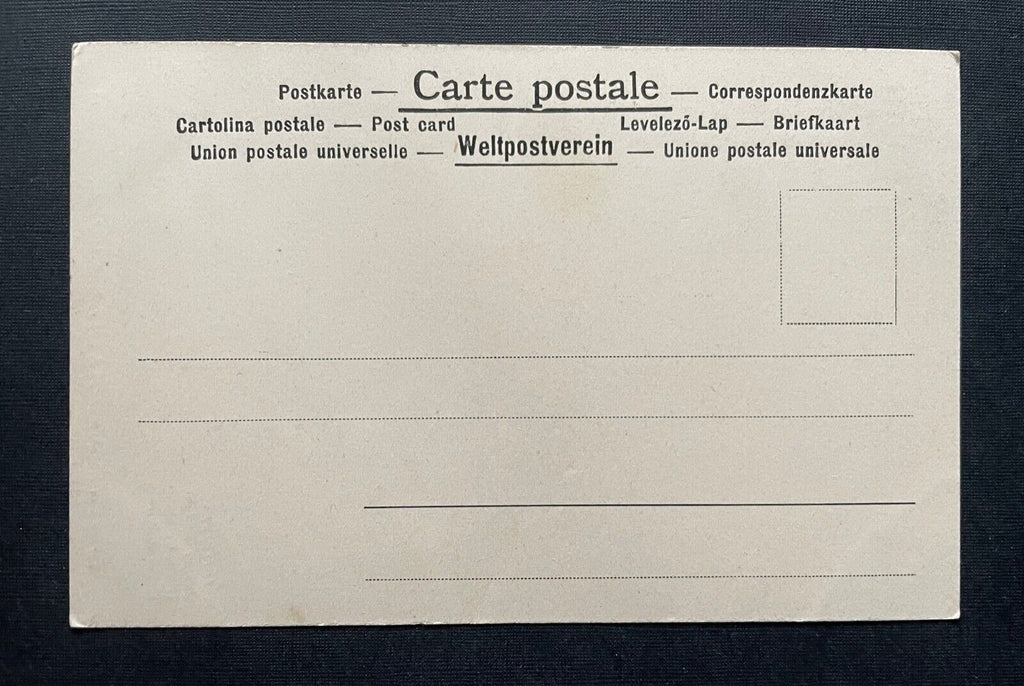 Postkarte — Carte postale — Correspondenzkarte
Cartolina postale — Post card Levelező-Lap — Briefkaart
Union postale universelle — Weltpostverein — Unione postale universale